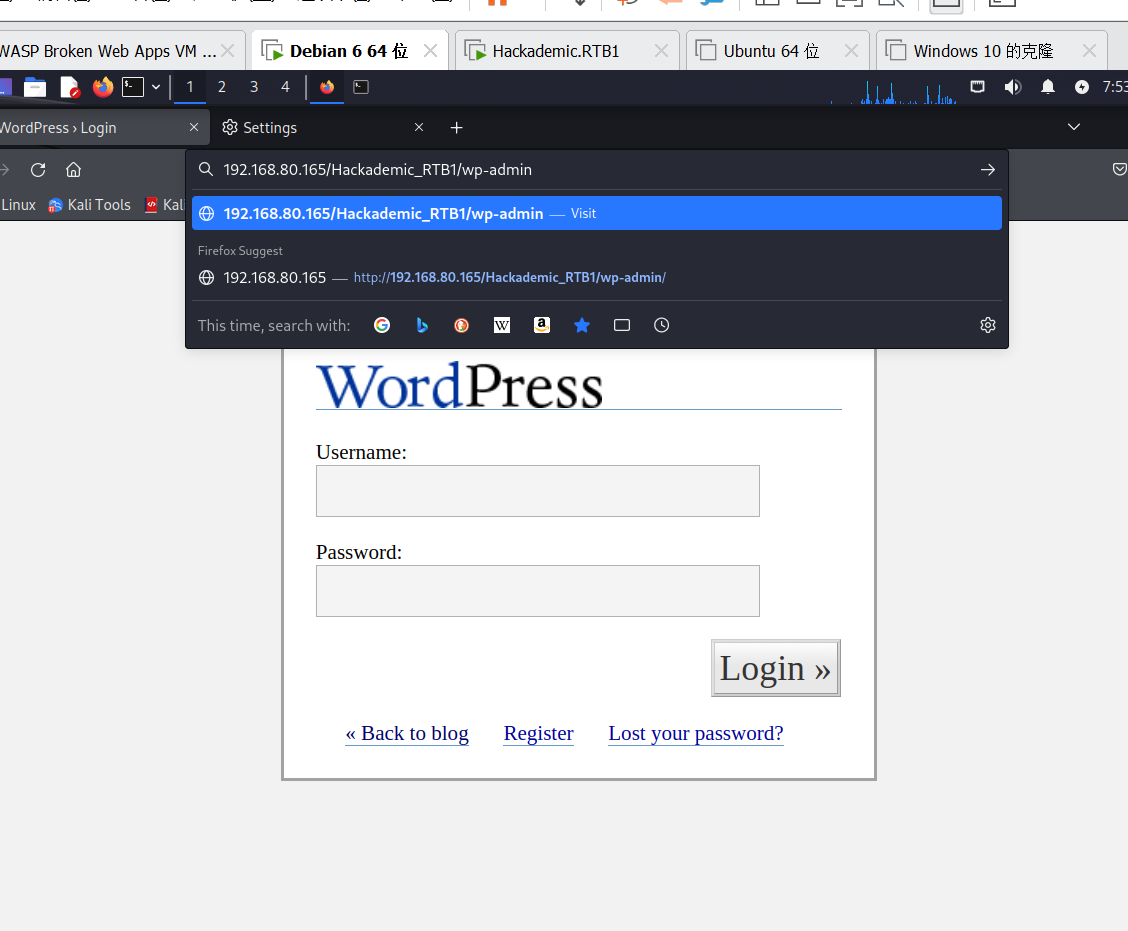 WASP Broken Web Apps VM ... Debian 6 64 位 Hackademic.RTB1 Ubuntu 64 位 Windows 10 的克隆
1 2 3 4 7:53
WordPress › Login Settings
192.168.80.165/Hackademic_RTB1/wp-admin
Linux Kali Tools Kal
192.168.80.165/Hackademic_RTB1/wp-admin — Visit
Firefox Suggest
192.168.80.165 — http://192.168.80.165/Hackademic_RTB1/wp-admin/
This time, search with:
WordPress
Username:
Password:
Login »
« Back to blog Register Lost your password?